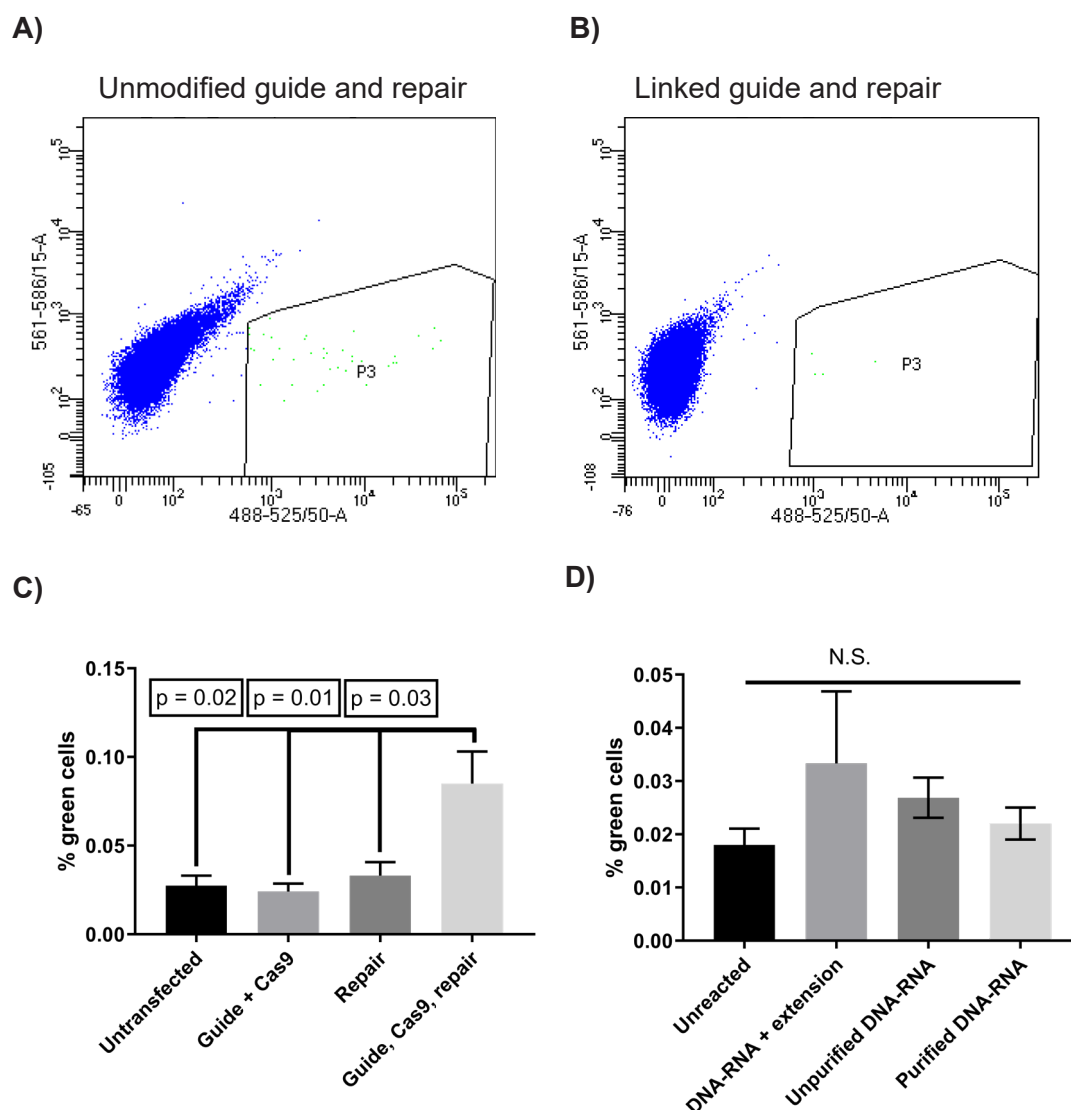 A)
Unmodified guide and repair
561-586/15-A
10^5
10^4
10^3
10^2
0
-105
P3
-65
0
10^2
10^3
10^4
10^5
488-525/50-A
B)
Linked guide and repair
561-586/15-A
10^5
10^4
10^3
10^2
0
-108
P3
-76
0
10^2
10^3
10^4
10^5
488-525/50-A
C)
% green cells
0.15
0.10
0.05
0.00
p = 0.02
p = 0.01
p = 0.03
Untransfected
Guide + Cas9
Repair
Guide, Cas9, repair
D)
N.S.
% green cells
0.05
0.04
0.03
0.02
0.01
0.00
Unreacted
DNA-RNA + extension
Unpurified DNA-RNA
Purified DNA-RNA